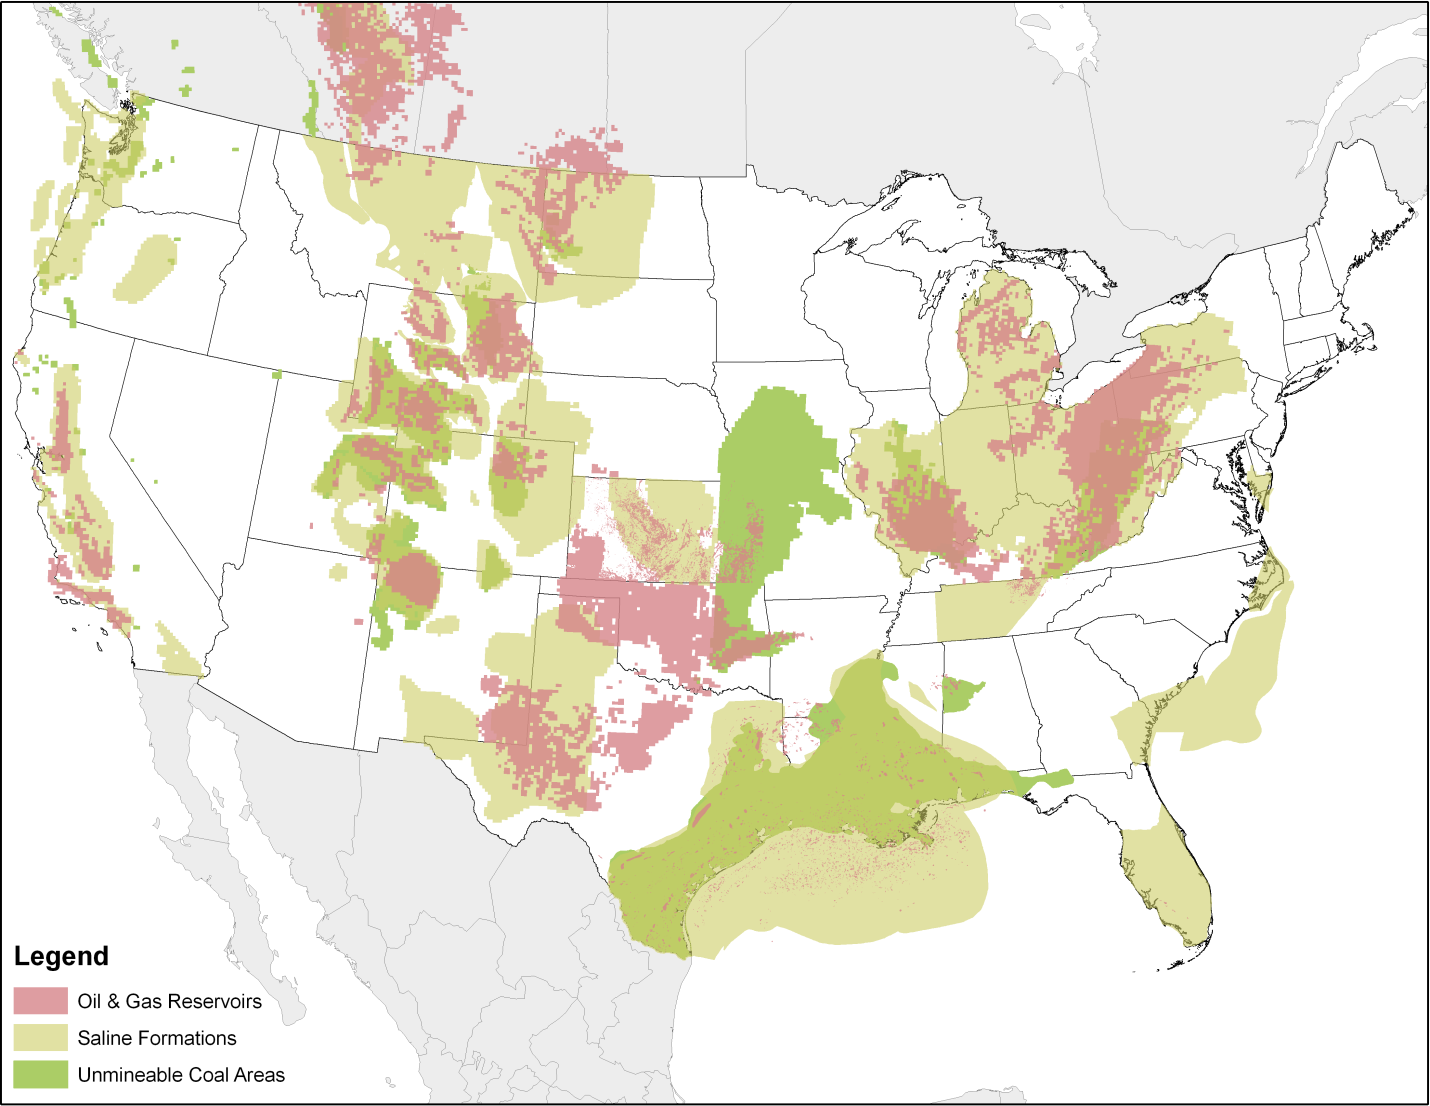 Legend
Oil & Gas Reservoirs
Saline Formations
Unmineable Coal Areas